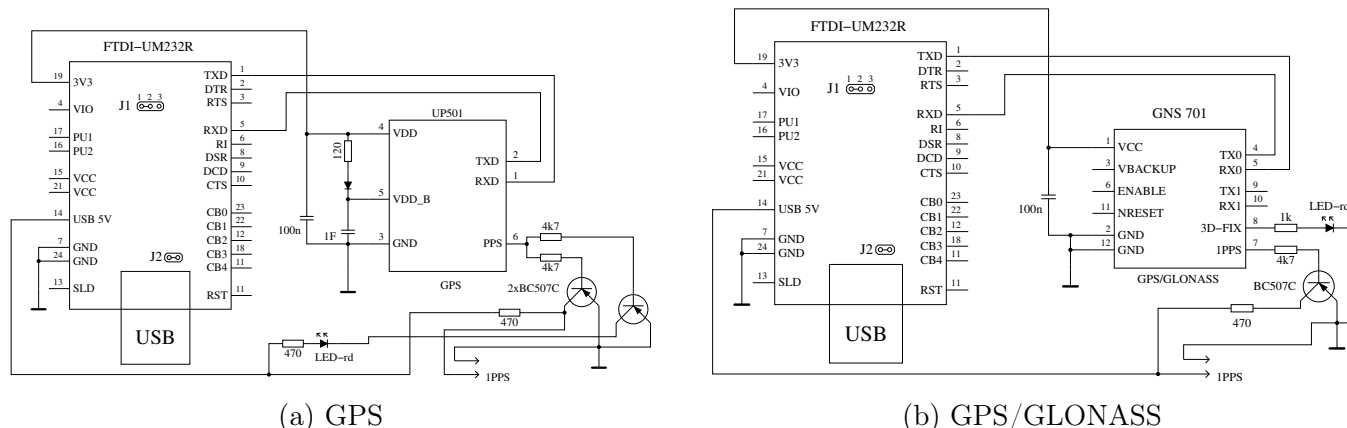 FTDI−UM232R
19 3V3
4 VIO
17 PU1
16 PU2
15 VCC
21 VCC
14 USB 5V
7 GND
24 GND
13 SLD
J1 1 2 3
J2
TXD 1
DTR 2
RTS 3
RXD 5
RI 6
DSR 8
DCD 9
CTS 10
CB0 23
CB1 22
CB2 12
CB3 18
CB4 11
RST 11
USB
100n
120
1F
UP501
4 VDD
5 VDD_B
3 GND
TXD 2
RXD 1
PPS 6
GPS
4k7
4k7
2xBC507C
470
470
LED−rd
1PPS
(a) GPS
FTDI−UM232R
19 3V3
4 VIO
17 PU1
16 PU2
15 VCC
21 VCC
14 USB 5V
7 GND
24 GND
13 SLD
J1 1 2 3
J2
TXD 1
DTR 2
RTS 3
RXD 5
RI 6
DSR 8
DCD 9
CTS 10
CB0 23
CB1 22
CB2 12
CB3 18
CB4 11
RST 11
USB
100n
GNS 701
1 VCC
3 VBACKUP
6 ENABLE
11 NRESET
2 GND
12 GND
TX0 4
RX0 5
TX1 9
RX1 10
3D−FIX 8
1PPS 7
GPS/GLONASS
1k
LED−rd
4k7
BC507C
470
1PPS
(b) GPS/GLONASS